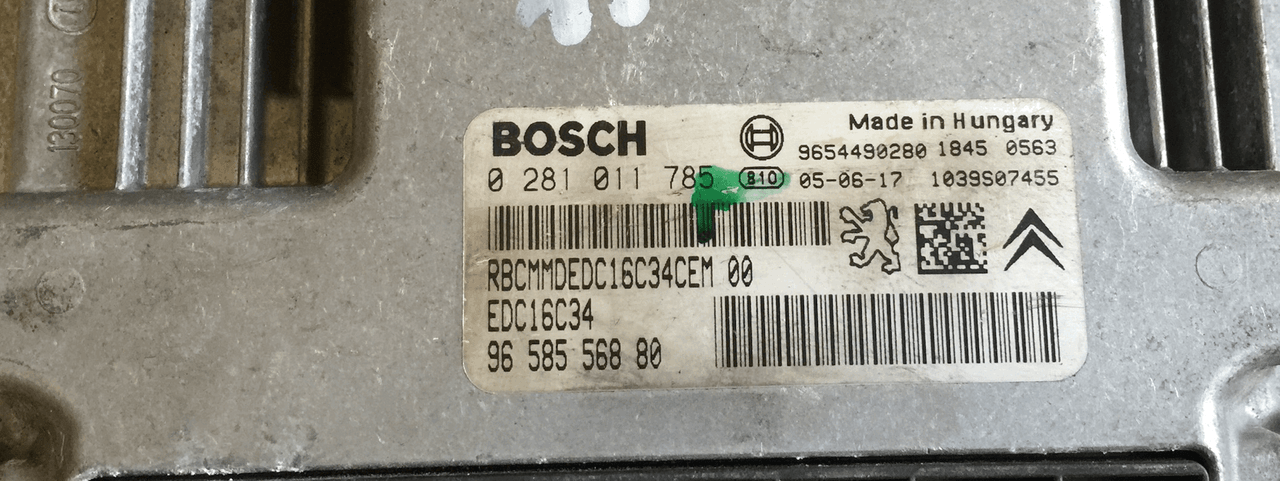 130070
BOSCH
Made in Hungary
9654490280 1845 0563
0 281 011 785
B10 05-06-17 1039S07455
RBCMMDEDC16C34CEM 00
EDC16C34
96 585 568 80